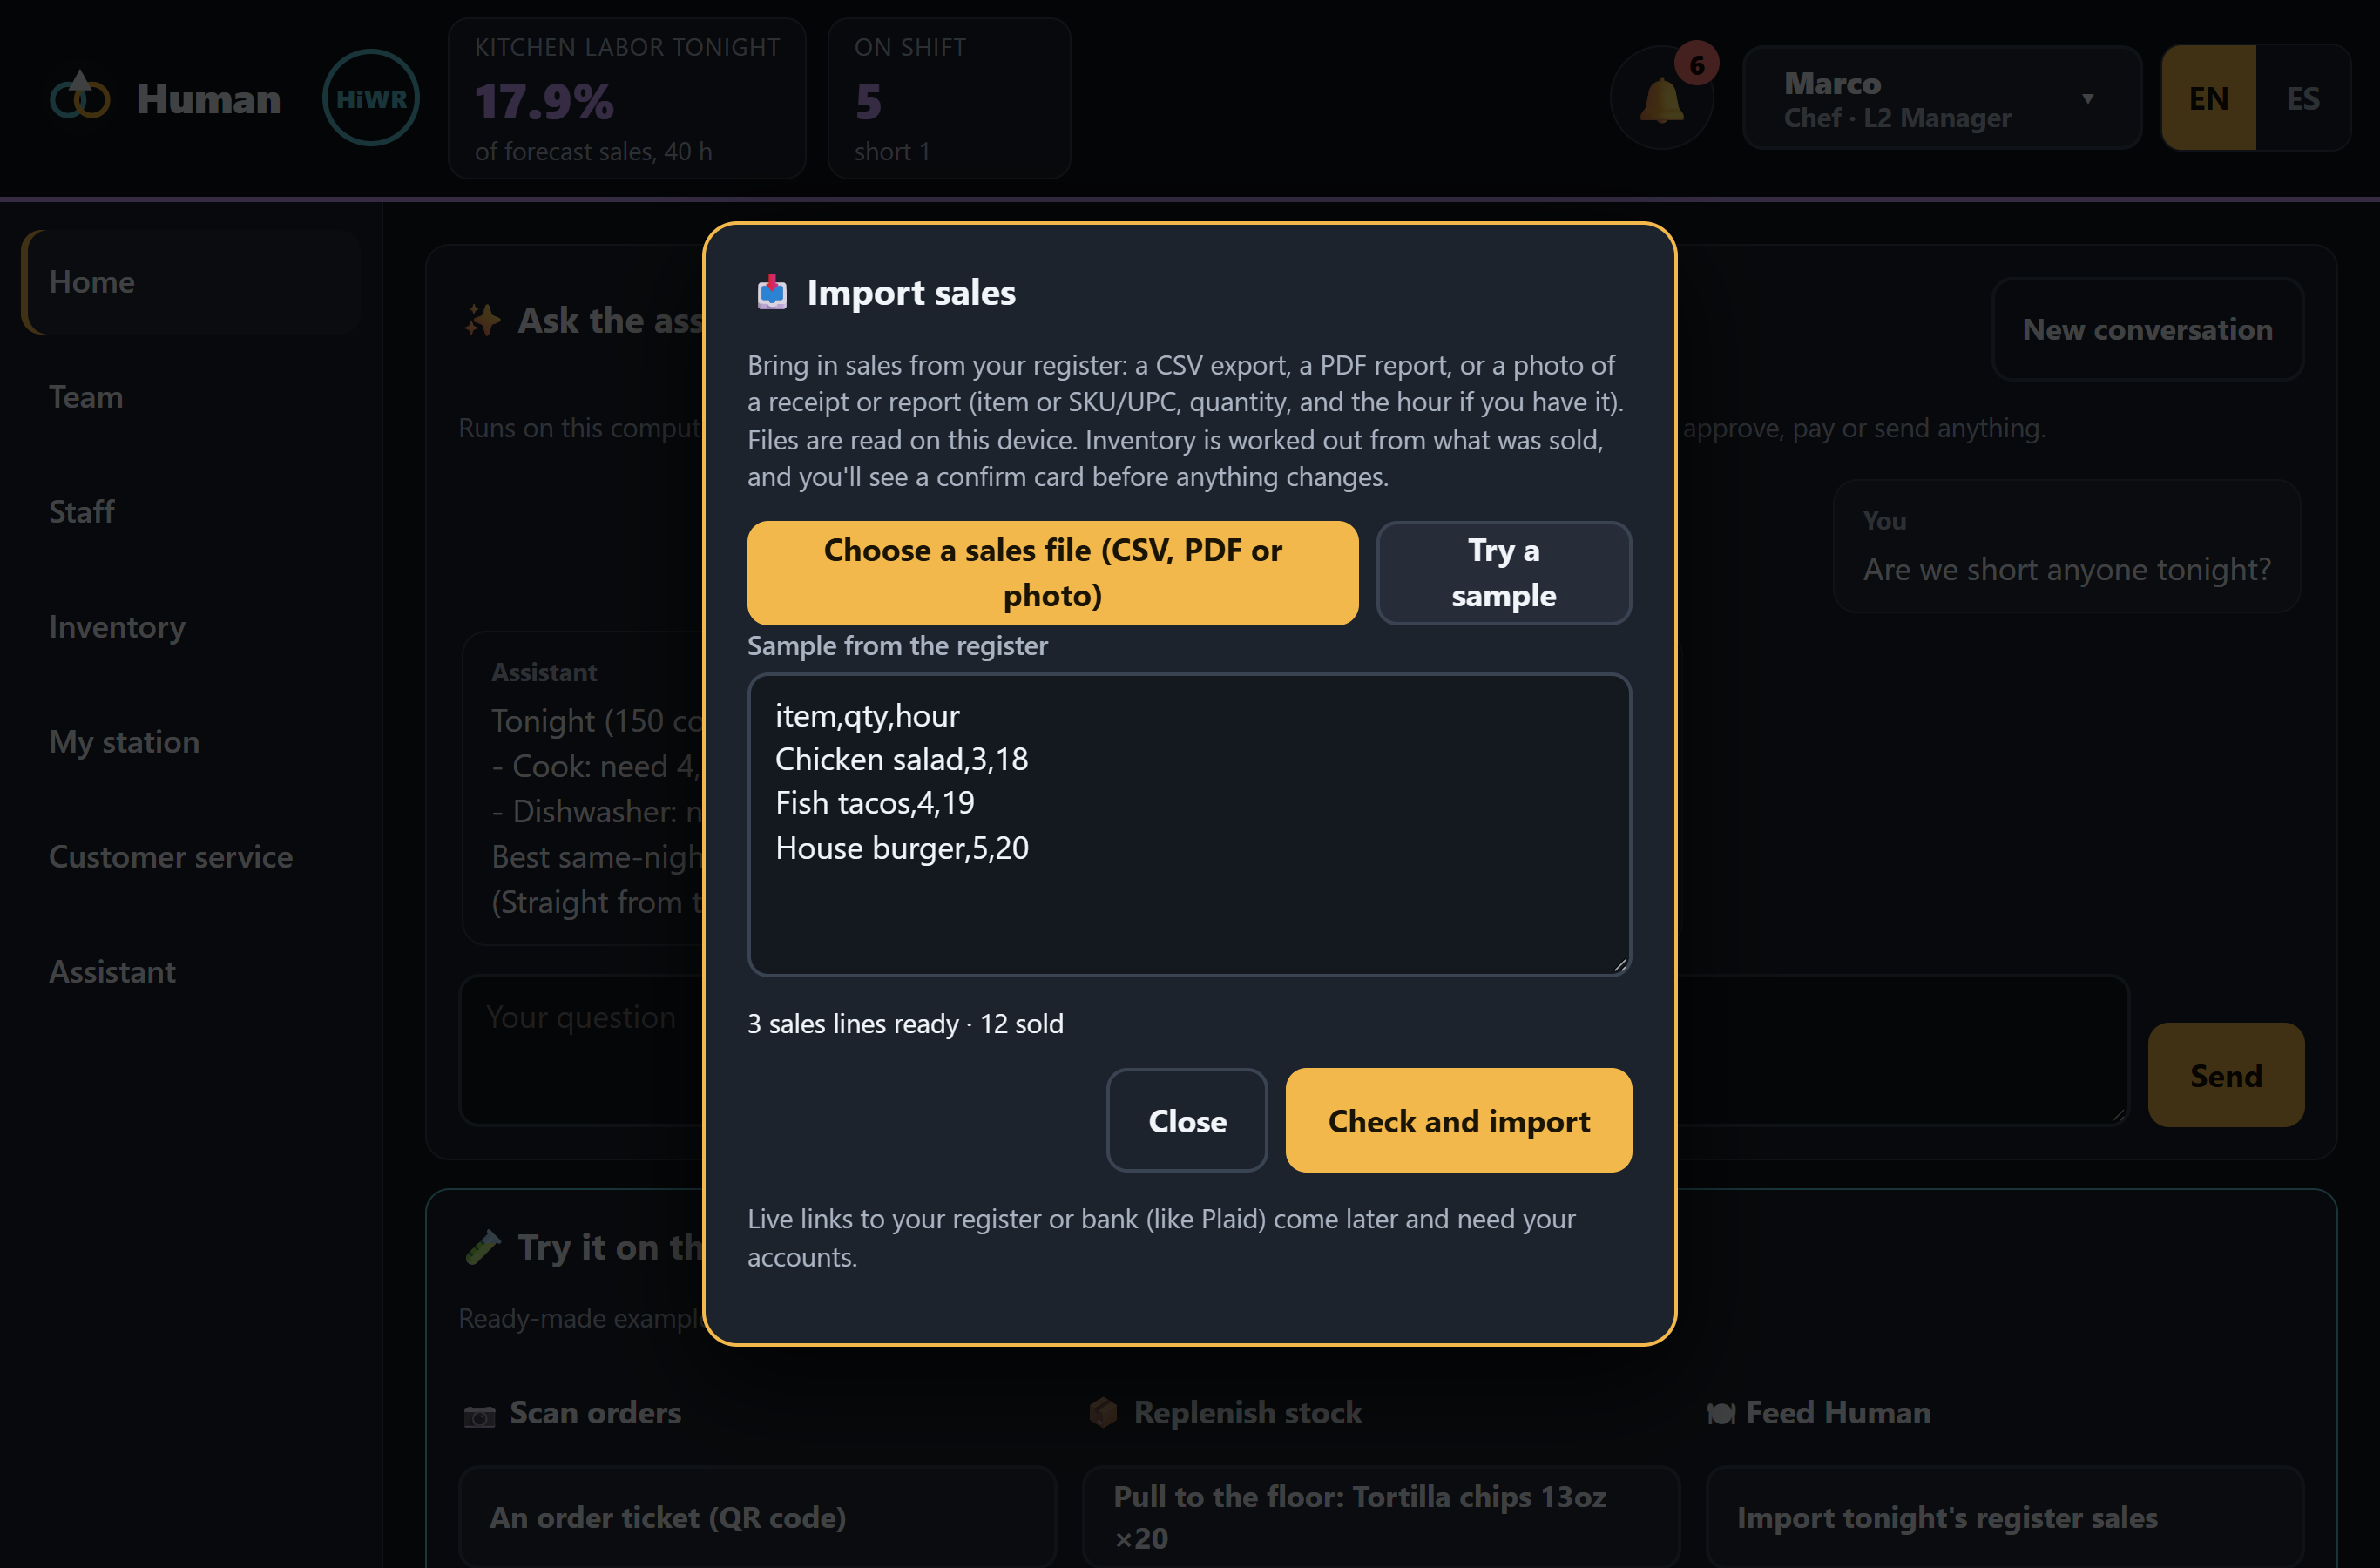 Human
HiWR
KITCHEN LABOR TONIGHT
17.9%
of forecast sales, 40 h
ON SHIFT
5
short 1
6
Marco
Chef · L2 Manager
EN
ES
Home
Team
Staff
Inventory
My station
Customer service
Assistant
Ask the ass
New conversation
Runs on this comput
approve, pay or send anything.
You
Are we short anyone tonight?
Assistant
Tonight (150 co
- Cook: need 4,
- Dishwasher: n
Best same-nigh
(Straight from t
Your question
Send
Import sales
Bring in sales from your register: a CSV export, a PDF report, or a photo of
a receipt or report (item or SKU/UPC, quantity, and the hour if you have it).
Files are read on this device. Inventory is worked out from what was sold,
and you'll see a confirm card before anything changes.
Choose a sales file (CSV, PDF or
photo)
Try a
sample
Sample from the register
item,qty,hour
Chicken salad,3,18
Fish tacos,4,19
House burger,5,20
3 sales lines ready · 12 sold
Close
Check and import
Live links to your register or bank (like Plaid) come later and need your
accounts.
Try it on th
Ready-made exampl
Scan orders
An order ticket (QR code)
Replenish stock
Pull to the floor: Tortilla chips 13oz
×20
Feed Human
Import tonight's register sales